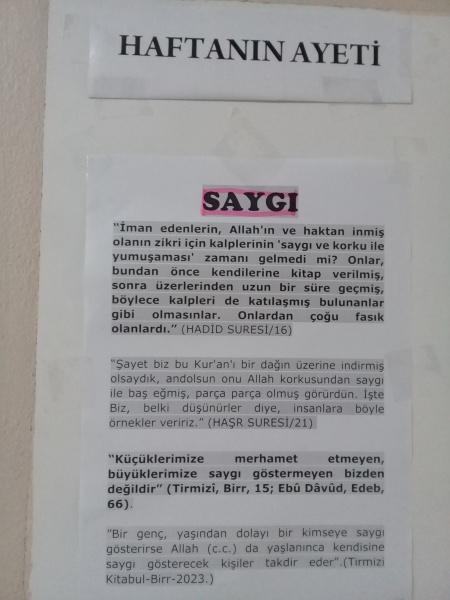 HAFTANIN AYETİ
SAYGI
“İman edenlerin, Allah'ın ve haktan inmiş
olanın zikri için kalplerinin 'saygı ve korku ile
yumuşaması' zamanı gelmedi mi? Onlar,
bundan önce kendilerine kitap verilmiş,
sonra üzerlerinden uzun bir süre geçmiş,
böylece kalpleri de katılaşmış bulunanlar
gibi olmasınlar. Onlardan çoğu fasık
olanlardı.” (HADİD SURESİ/16)
“Şayet biz bu Kur'an'ı bir dağın üzerine indirmiş
olsaydık, andolsun onu Allah korkusundan saygı
ile baş eğmiş, parça parça olmuş görürdün. İşte
Biz, belki düşünürler diye, insanlara böyle
örnekler veririz.” (HAŞR SURESİ/21)
“Küçüklerimize merhamet etmeyen,
büyüklerimize saygı göstermeyen bizden
değildir” (Tirmizî, Birr, 15; Ebû Dâvûd, Edeb,
66).
“Bir genç, yaşından dolayı bir kimseye saygı
gösterirse Allah (c.c.) da yaşlanınca kendisine
saygı gösterecek kişiler takdir eder”.(Tirmizi
Kitabul-Birr-2023.)